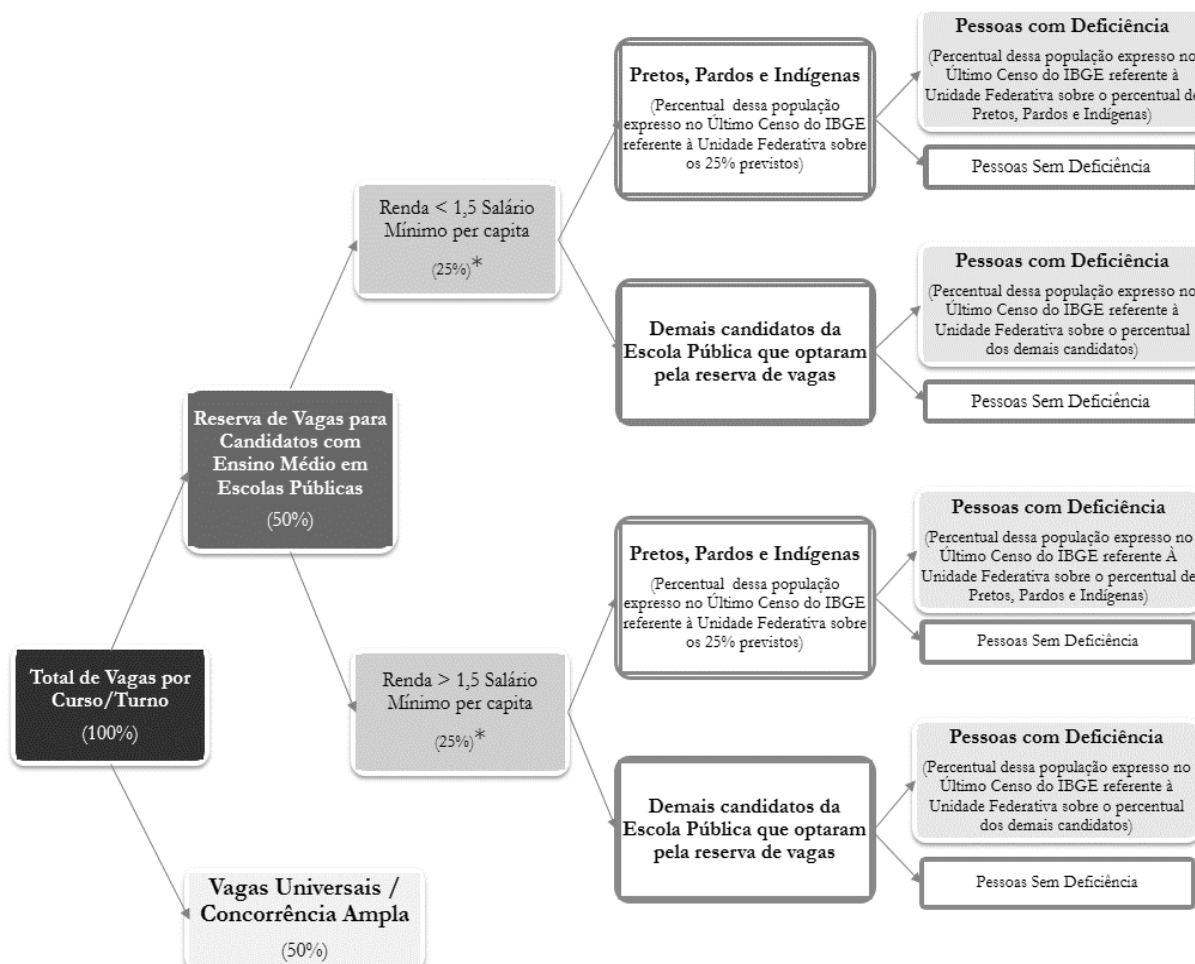 Total de Vagas por
Curso/Turno
(100%)
Reserva de Vagas para
Candidatos com
Ensino Médio em
Escolas Públicas
(50%)
Vagas Universais /
Concorrência Ampla
(50%)
Renda < 1,5 Salário
Mínimo per capita
(25%)*
Renda > 1,5 Salário
Mínimo per capita
(25%)*
Pretos, Pardos e Indígenas
(Percentual dessa população
expresso no Último Censo do IBGE
referente à Unidade Federativa sobre
os 25% previstos)
Demais candidatos da
Escola Pública que optaram
pela reserva de vagas
Pretos, Pardos e Indígenas
(Percentual dessa população
expresso no Último Censo do IBGE
referente à Unidade Federativa sobre
os 25% previstos)
Demais candidatos da
Escola Pública que optaram
pela reserva de vagas
Pessoas com Deficiência
(Percentual dessa população expresso no
Último Censo do IBGE referente à
Unidade Federativa sobre o percentual de
Pretos, Pardos e Indígenas)
Pessoas Sem Deficiência
Pessoas com Deficiência
(Percentual dessa população expresso no
Último Censo do IBGE referente à
Unidade Federativa sobre o percentual
dos demais candidatos)
Pessoas Sem Deficiência
Pessoas com Deficiência
(Percentual dessa população expresso no
Último Censo do IBGE referente À
Unidade Federativa sobre o percentual de
Pretos, Pardos e Indígenas)
Pessoas Sem Deficiência
Pessoas com Deficiência
(Percentual dessa população expresso no
Último Censo do IBGE referente à
Unidade Federativa sobre o percentual
dos demais candidatos)
Pessoas Sem Deficiência